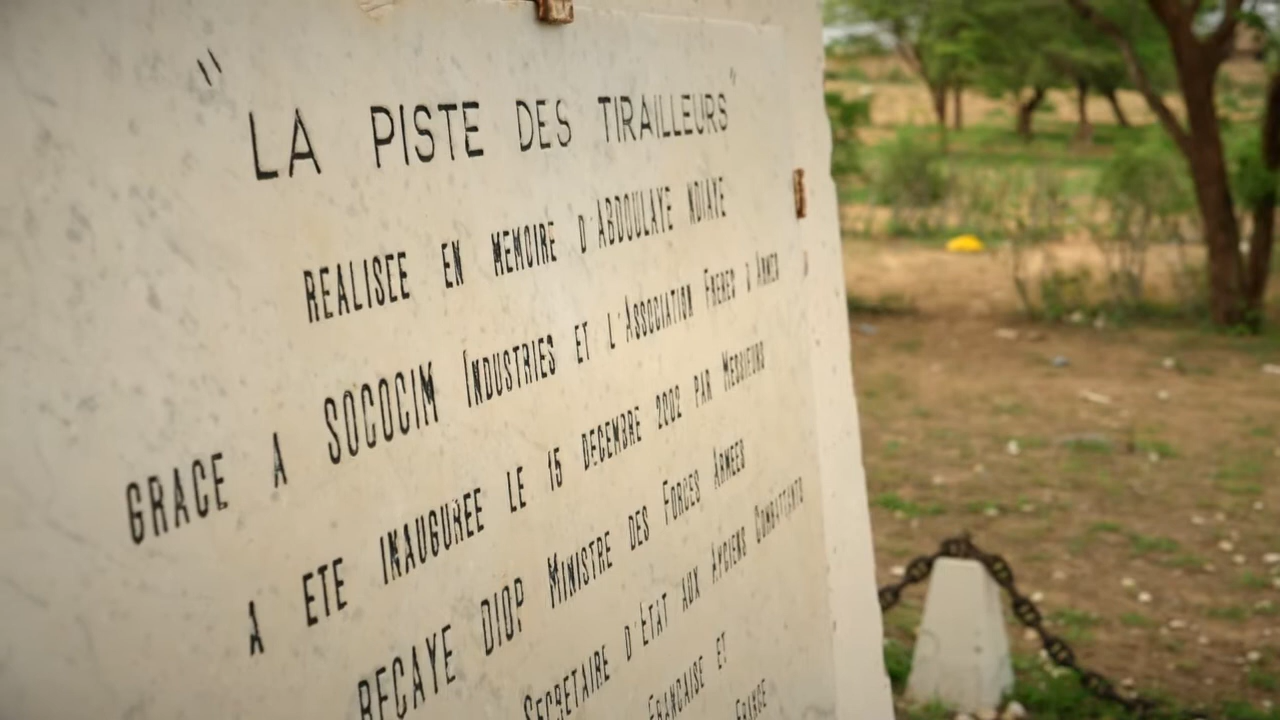 " LA PISTE DES TIRAILLEURS "
REALISEE EN MEMOIRE D'ABDOULAYE NDIAYE
GRACE A SOCOCIM INDUSTRIES ET L'ASSOCIATION FRERES D'ARMES
A ETE INAUGUREE LE 15 DECEMBRE 2002 PAR MESSIEURS
BECAYE DIOP MINISTRE DES FORCES ARMEES
SECRETAIRE D'ETAT AUX ANCIENS COMBATTANTS
FRANCAISE ET
FRANCE